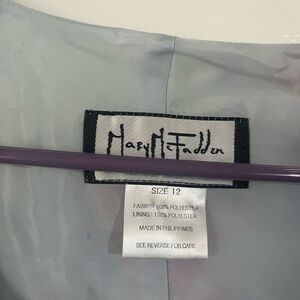 Mary McFadden
SIZE 12
FABRIC: 100% POLYESTER
LINING: 100% POLYESTER
MADE IN PHILIPPINES
SEE REVERSE FOR CARE